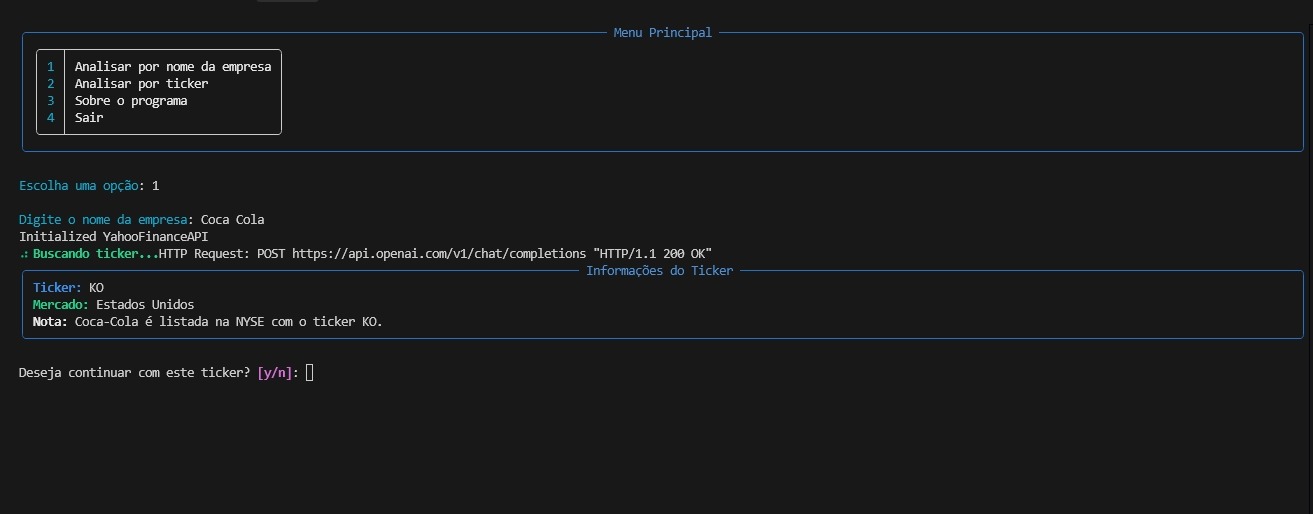 Menu Principal
1 Analisar por nome da empresa
2 Analisar por ticker
3 Sobre o programa
4 Sair
Escolha uma opção: 1
Digite o nome da empresa: Coca Cola
Initialized YahooFinanceAPI
Buscando ticker...HTTP Request: POST https://api.openai.com/v1/chat/completions "HTTP/1.1 200 OK"
Informações do Ticker
Ticker: KO
Mercado: Estados Unidos
Nota: Coca-Cola é listada na NYSE com o ticker KO.
Deseja continuar com este ticker? [y/n]: